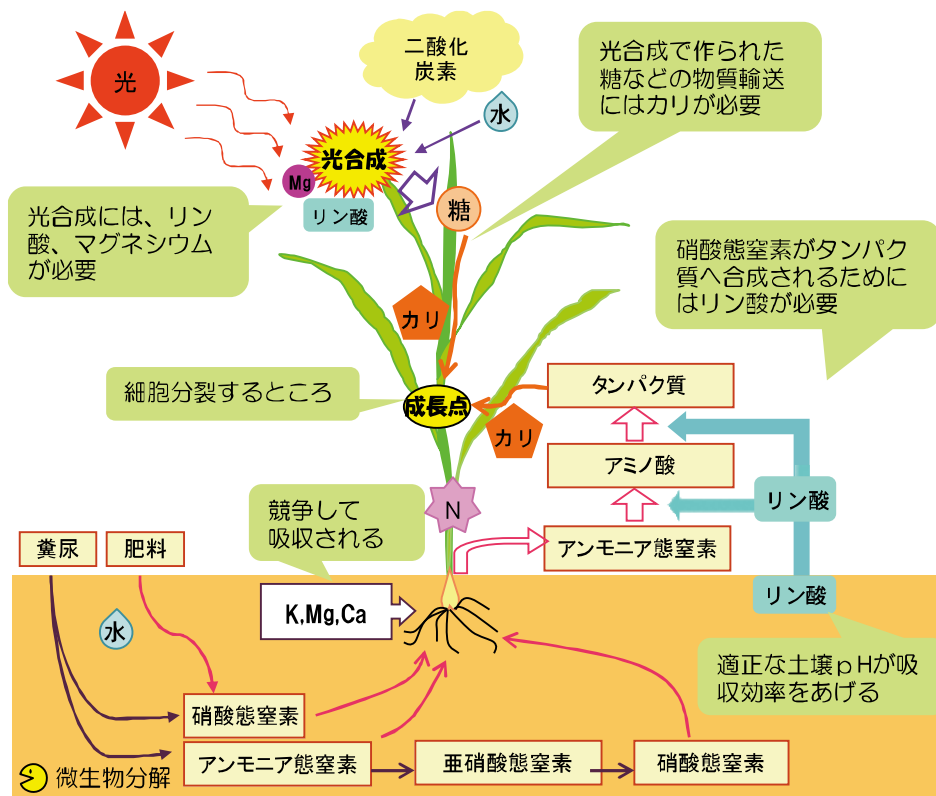 光
二酸化
炭素
水
光合成で作られた
糖などの物質輸送
にはカリが必要
光合成
Mg
リン酸
糖
光合成には、リン
酸、マグネシウム
が必要
硝酸態窒素がタンパク
質へ合成されるために
はリン酸が必要
カリ
細胞分裂するところ
成長点
カリ
タンパク質
アミノ酸
リン酸
N
アンモニア態窒素
競争して
吸収される
糞尿
肥料
K,Mg,Ca
リン酸
水
適正な土壌pHが吸
収効率をあげる
硝酸態窒素
アンモニア態窒素
亜硝酸態窒素
硝酸態窒素
微生物分解